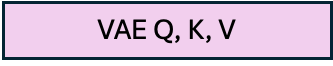 VAE Q, K, V